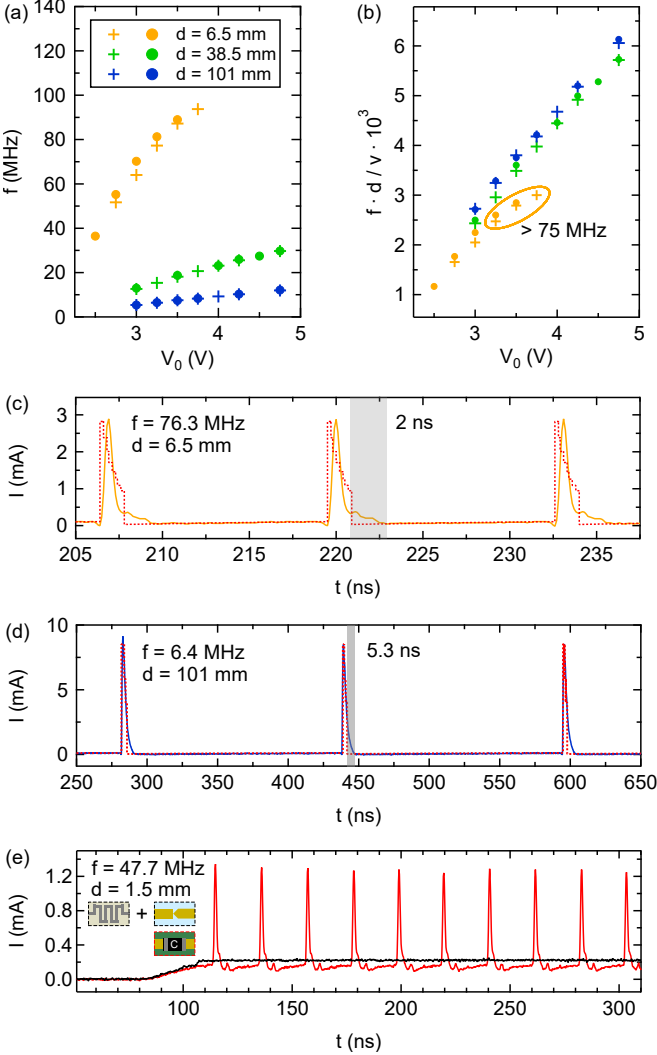 (a)
140
120
100
80
60
40
20
0
f (MHz)
d = 6.5 mm
d = 38.5 mm
d = 101 mm
3
4
5
V0 (V)
(b)
6
5
4
3
2
1
f · d / v · 10³
> 75 MHz
3
4
5
V0 (V)
(c)
3
2
1
0
I (mA)
f = 76.3 MHz
d = 6.5 mm
2 ns
205
210
215
220
225
230
235
t (ns)
(d)
10
5
0
I (mA)
f = 6.4 MHz
d = 101 mm
5.3 ns
250
300
350
400
450
500
550
600
650
t (ns)
(e)
1.2
0.8
0.4
0.0
I (mA)
f = 47.7 MHz
d = 1.5 mm
+
C
100
150
200
250
300
t (ns)